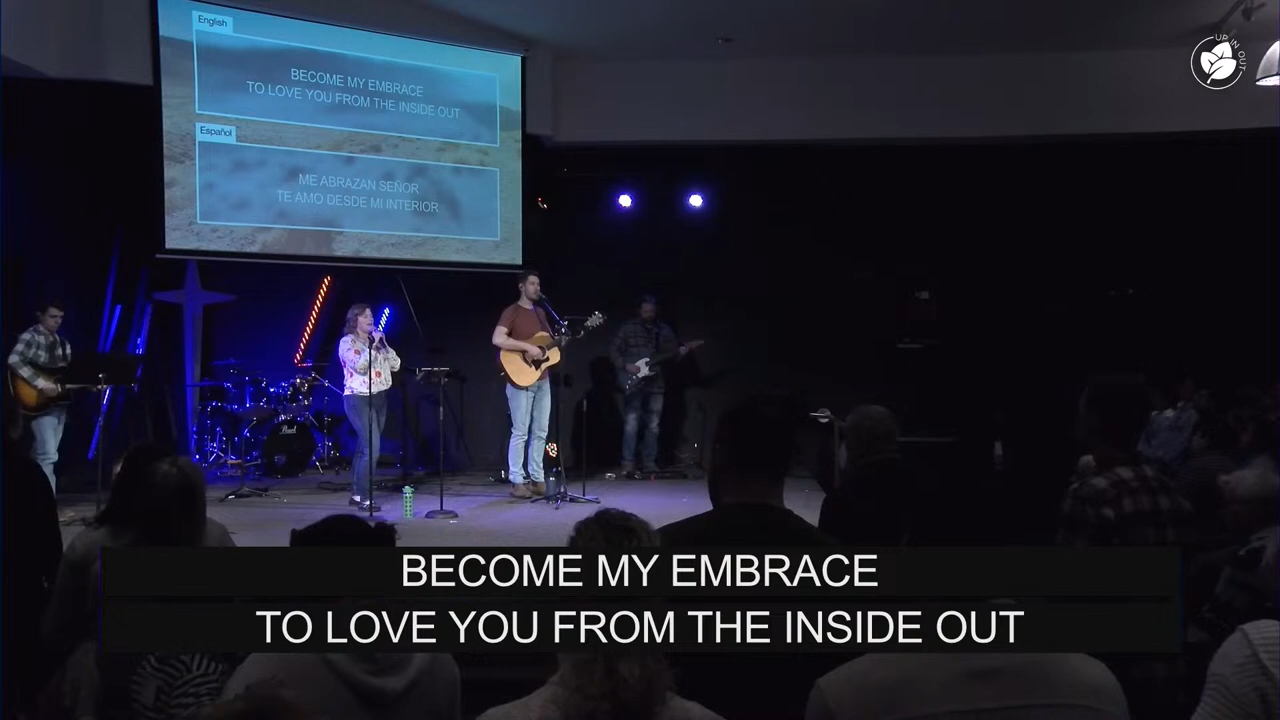 English
BECOME MY EMBRACE
TO LOVE YOU FROM THE INSIDE OUT
Español
ME ABRAZAN SEÑOR
TE AMO DESDE MI INTERIOR
UP IN OUT
Pearl
BECOME MY EMBRACE
TO LOVE YOU FROM THE INSIDE OUT